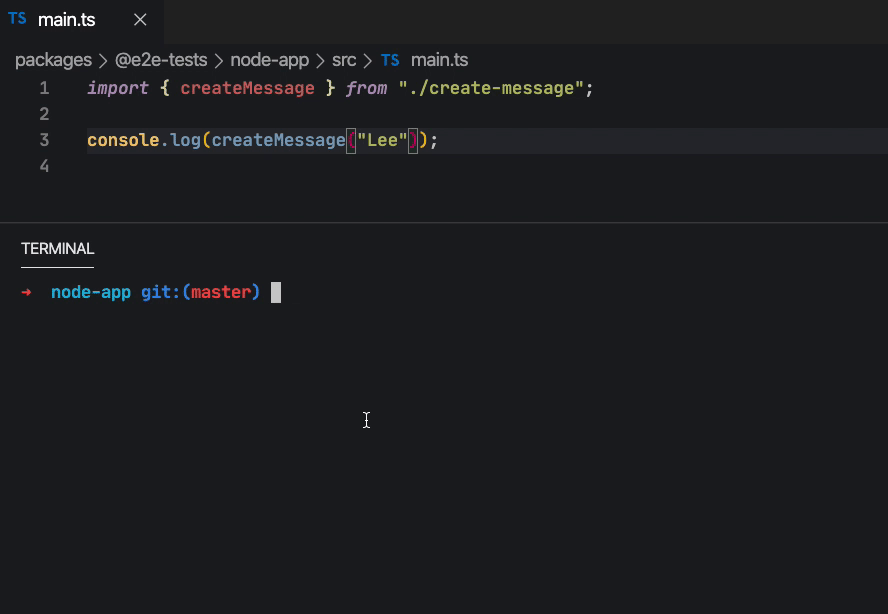 TS main.ts
packages > @e2e-tests > node-app > src > TS main.ts
1 import { createMessage } from "./create-message";
2
3 console.log(createMessage("Lee"));
4
TERMINAL
→ node-app git:(master)